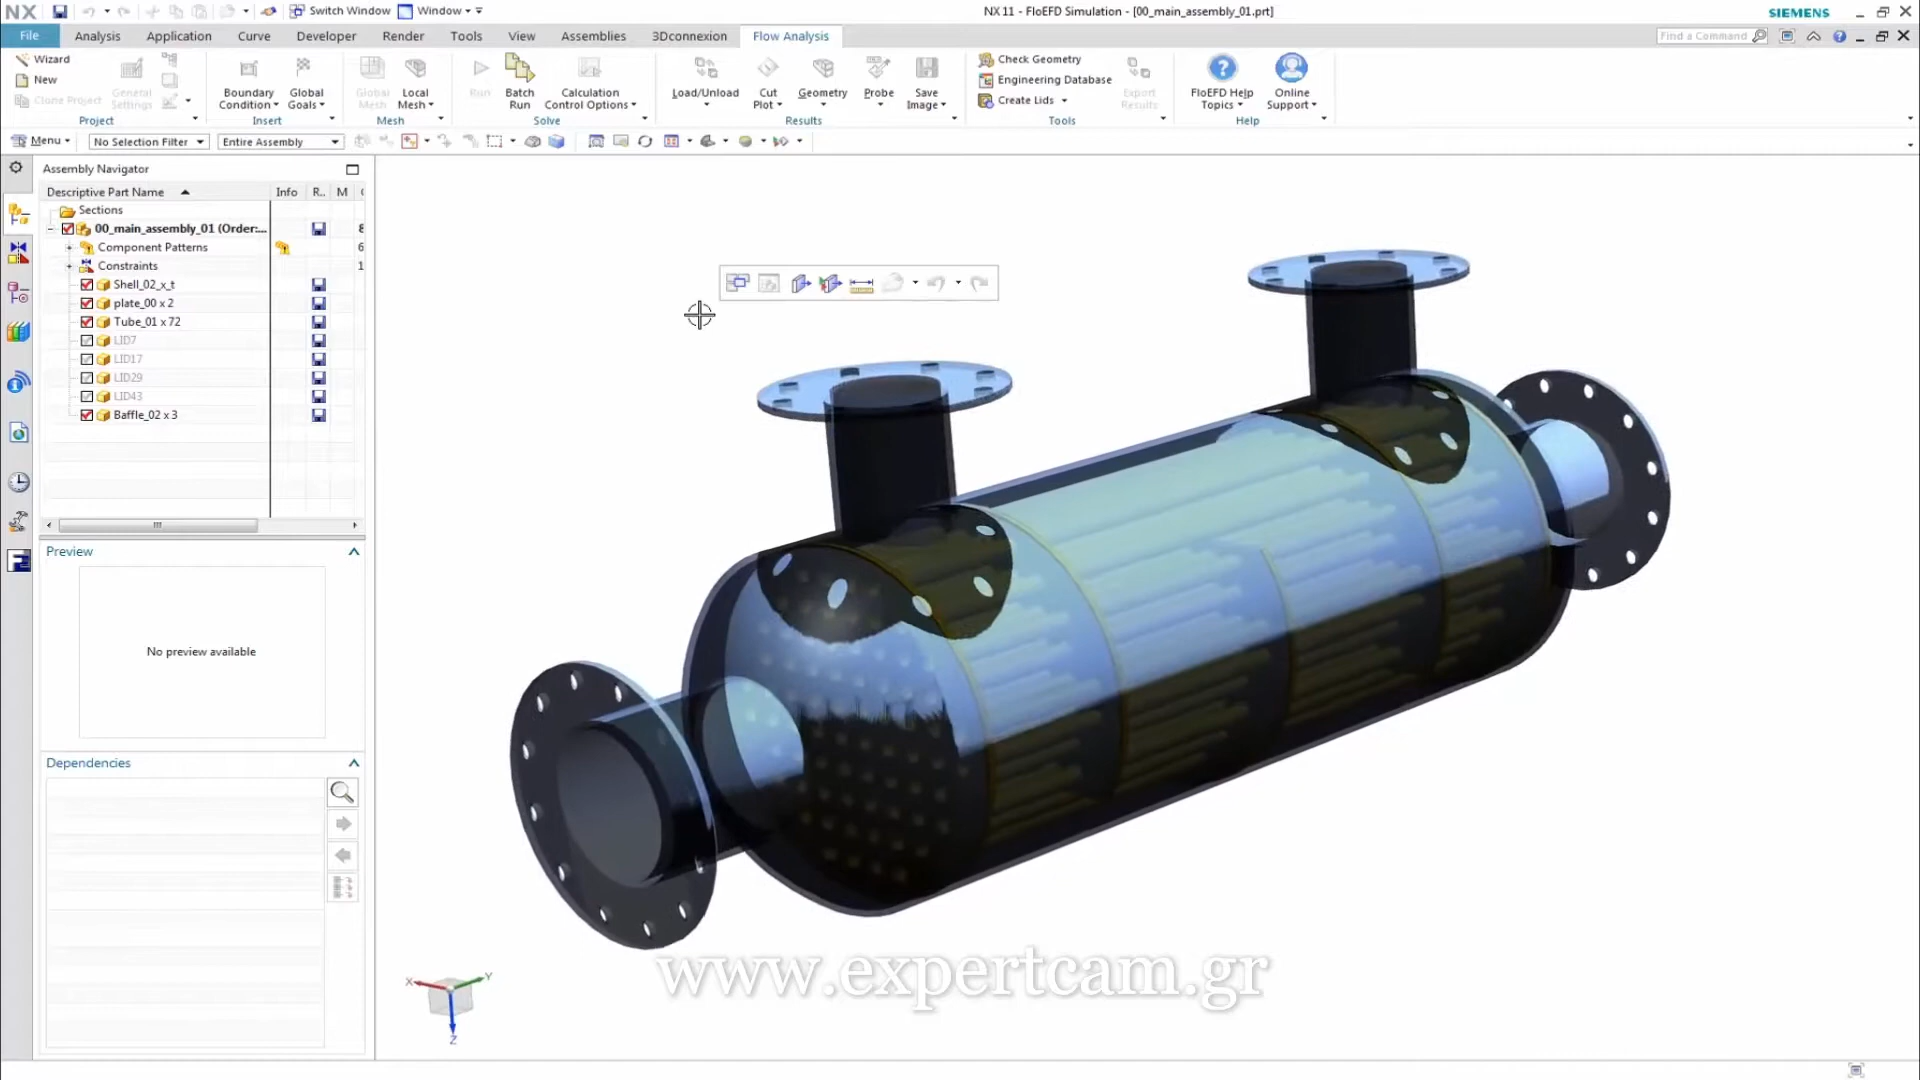 NX
Switch Window
Window
NX 11 - FloEFD Simulation - [00_main_assembly_01.prt]
SIEMENS
File
Analysis
Application
Curve
Developer
Render
Tools
View
Assemblies
3Dconnexion
Flow Analysis
Find a Command
Wizard
New
Clone Project
General
Settings
Project
Boundary
Condition
Global
Goals
Insert
Global
Mesh
Local
Mesh
Mesh
Run
Batch
Run
Calculation
Control Options
Solve
Load/Unload
Cut
Plot
Geometry
Probe
Save
Image
Results
Check Geometry
Engineering Database
Create Lids
Export
Results
Tools
FloEFD Help
Topics
Online
Support
Help
Menu
No Selection Filter
Entire Assembly
Assembly Navigator
Descriptive Part Name
Info
R..
M
Sections
00_main_assembly_01 (Order:...
8
Component Patterns
6
Constraints
1
Shell_02_x_t
plate_00 x 2
Tube_01 x 72
LID7
LID17
LID29
LID43
Baffle_02 x 3
Preview
No preview available
Dependencies
X
Y
Z
www.expertcam.gr